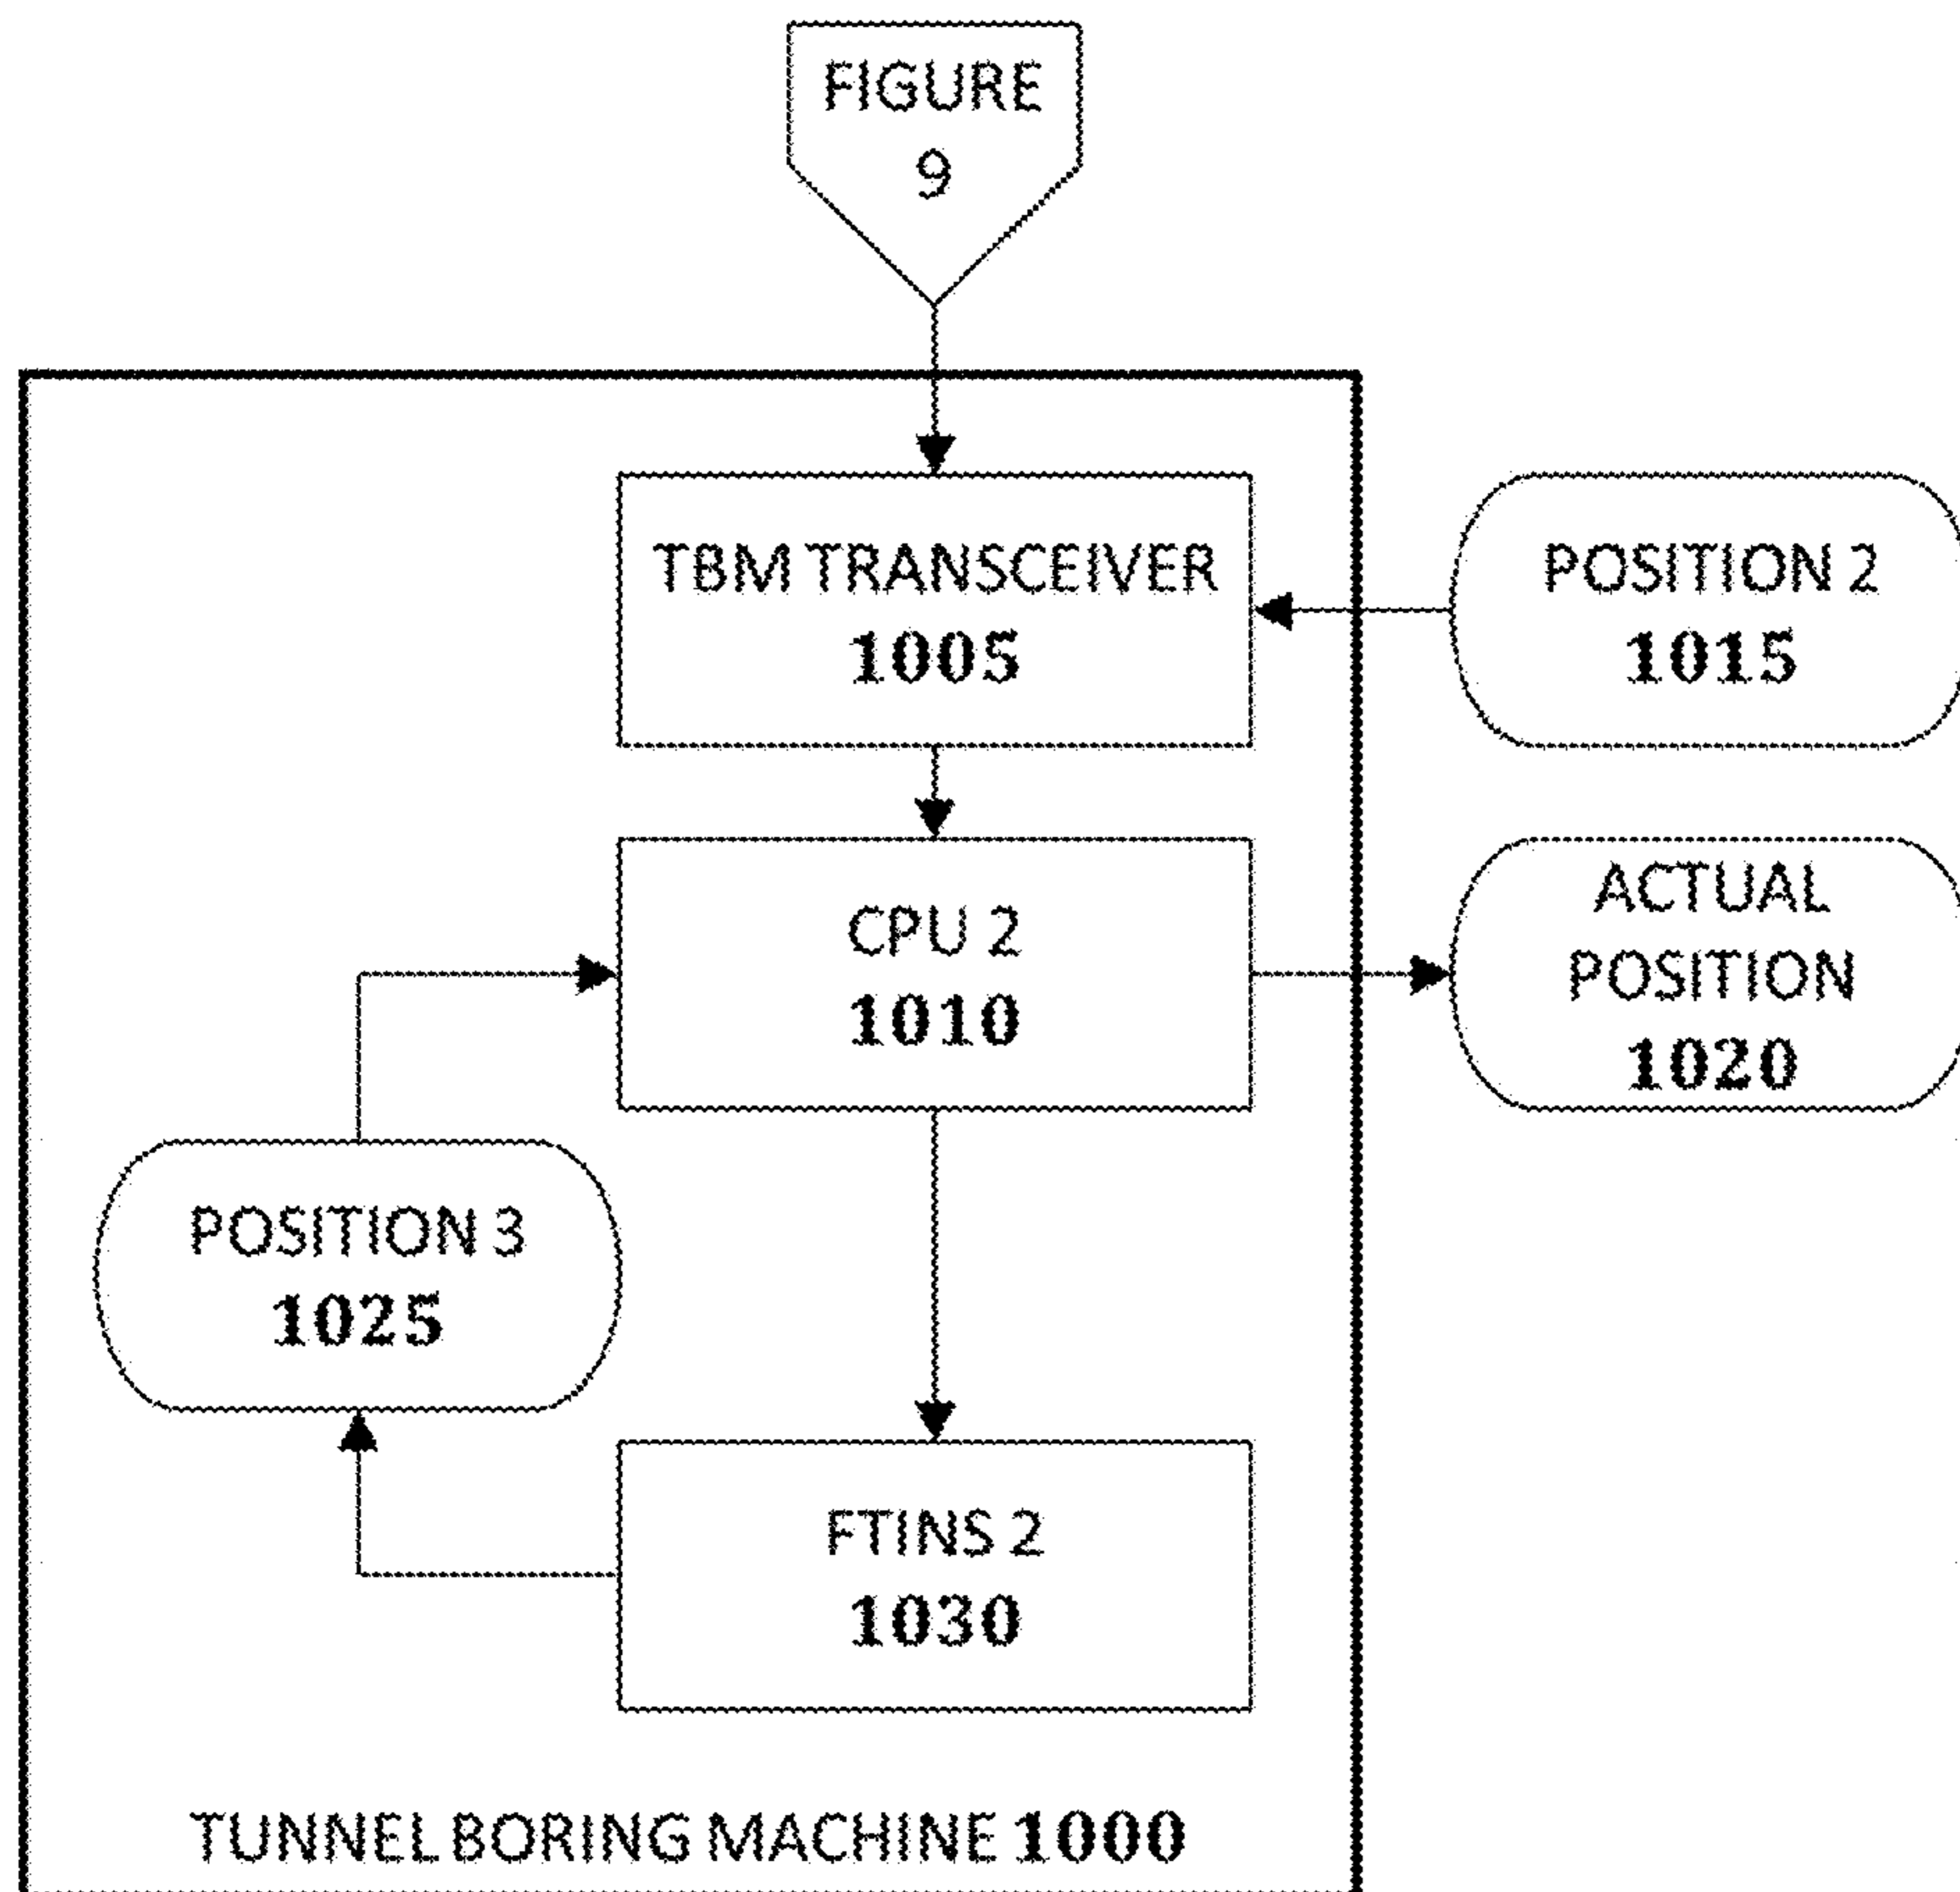 FIGURE
9
TBM TRANSCEIVER
1005
POSITION 2
1015
CPU 2
1010
ACTUAL
POSITION
1020
POSITION 3
1025
FTINS 2
1030
TUNNEL BORING MACHINE 1000